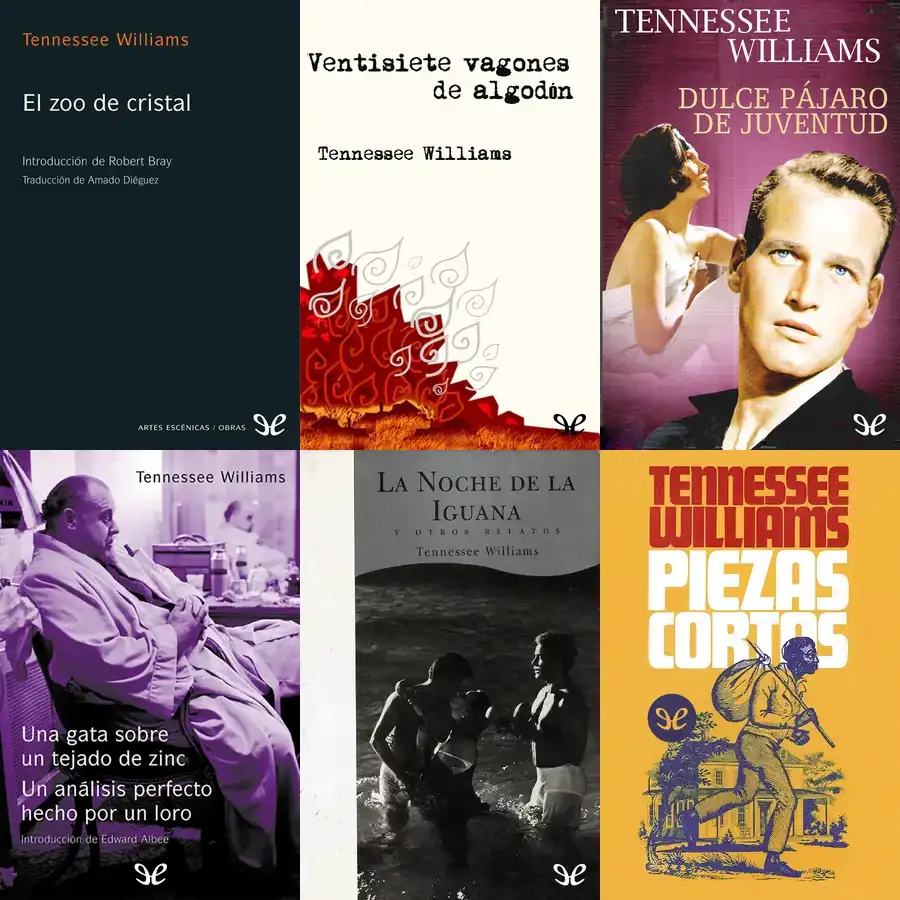 Tennessee Williams
El zoo de cristal
Introducción de Robert Bray
Traducción de Amado Diéguez
ARTES ESCÉNICAS / OBRAS
Ventisiete vagones
de algodón
Tennessee Williams
TENNESSEE
WILLIAMS
DULCE PÁJARO
DE JUVENTUD
Tennessee Williams
Una gata sobre
un tejado de zinc
Un análisis perfecto
hecho por un loro
Introducción de Edward Albee
LA NOCHE DE LA
IGUANA
Y OTROS RELATOS
Tennessee Williams
TENNESSEE
WILLIAMS
PIEZAS
CORTAS